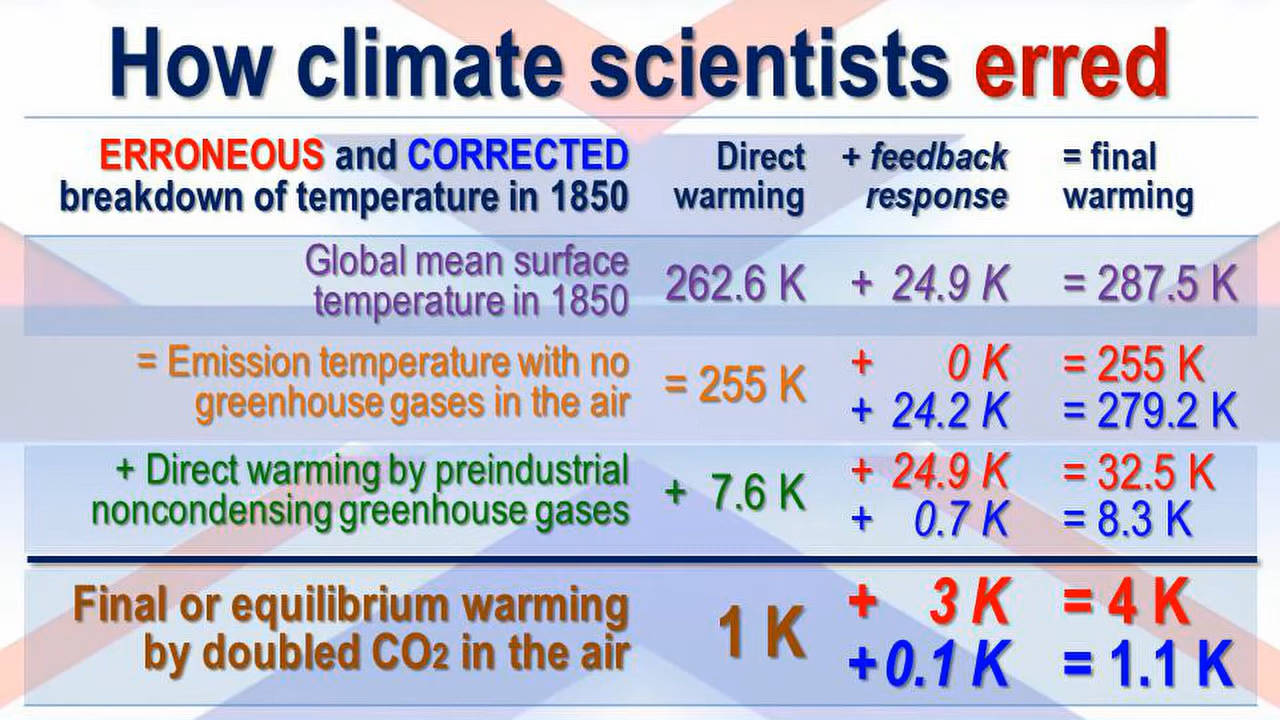 How climate scientists erred
ERRONEOUS and CORRECTED
breakdown of temperature in 1850
Direct
warming
+ feedback
response
= final
warming
Global mean surface
temperature in 1850
262.6 K + 24.9 K = 287.5 K
= Emission temperature with no
greenhouse gases in the air
= 255 K
+ 0 K = 255 K
+ 24.2 K = 279.2 K
+ Direct warming by preindustrial
noncondensing greenhouse gases
+ 7.6 K
+ 24.9 K = 32.5 K
+ 0.7 K = 8.3 K
Final or equilibrium warming
by doubled CO2 in the air
1 K
+ 3 K = 4 K
+0.1 K = 1.1 K